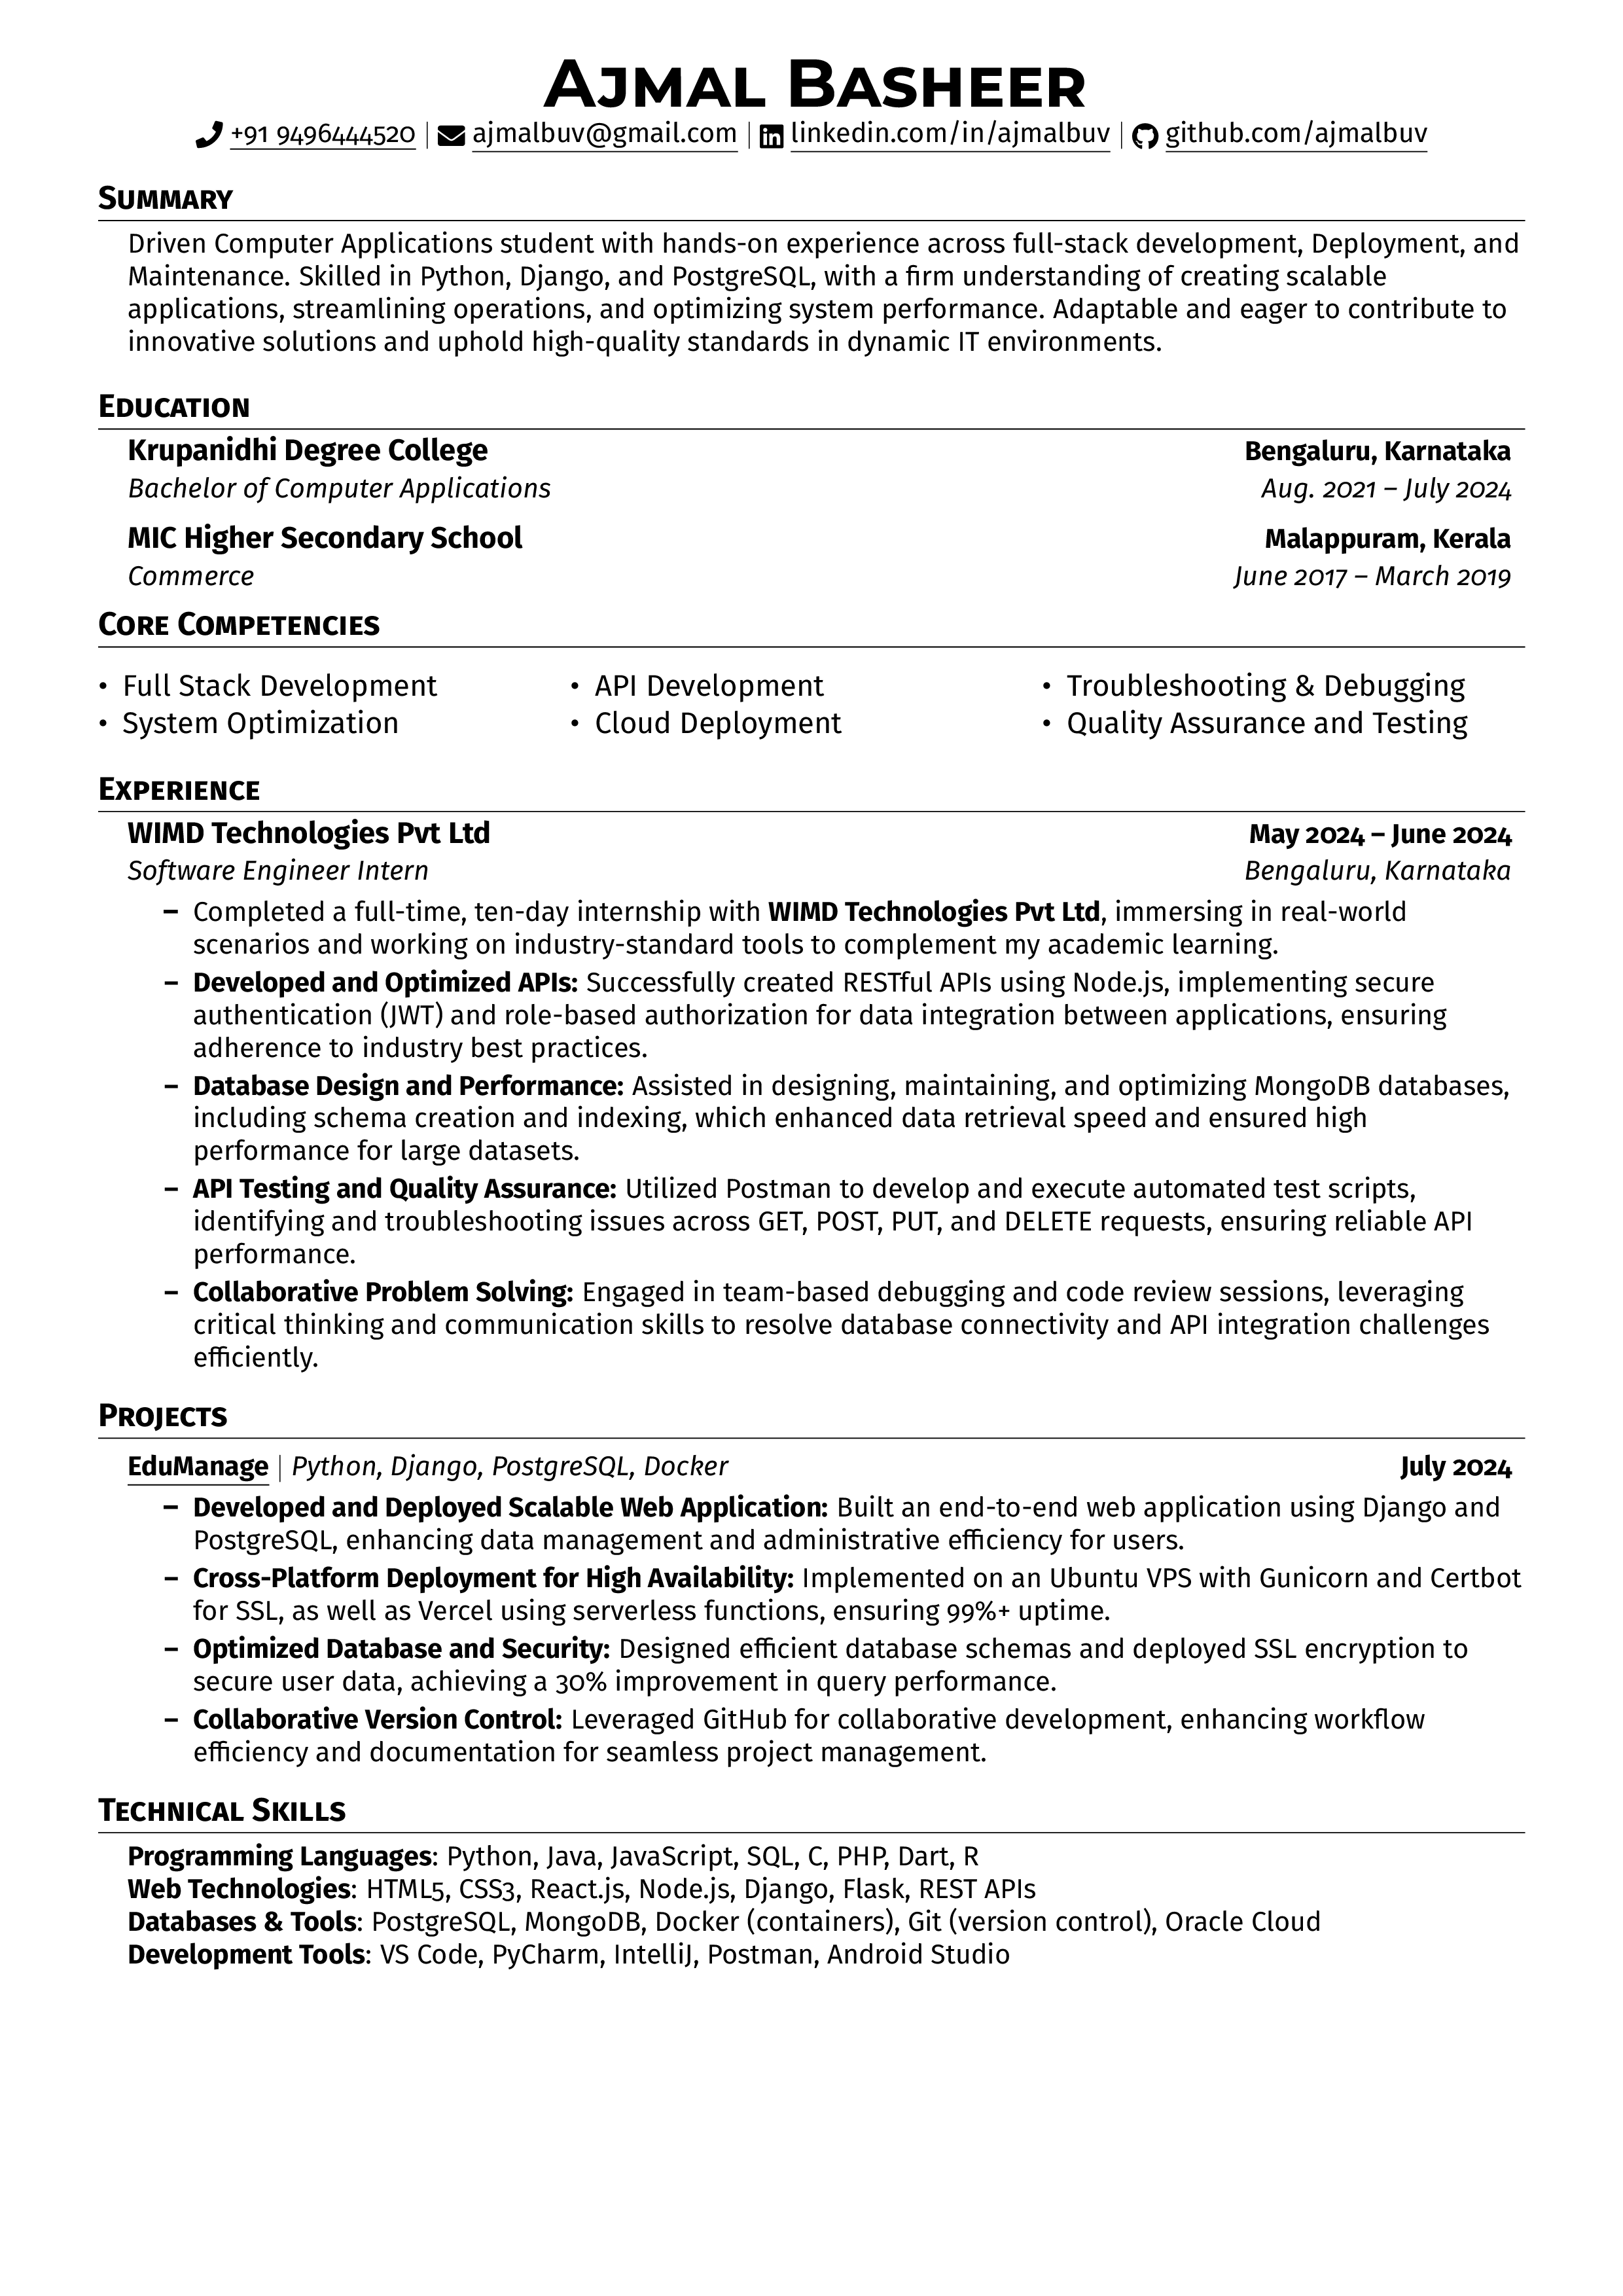 Ajmal Basheer
+91 9496444520 | ajmalbuv@gmail.com | linkedin.com/in/ajmalbuv | github.com/ajmalbuv
Summary
Driven Computer Applications student with hands-on experience across full-stack development, Deployment, and
Maintenance. Skilled in Python, Django, and PostgreSQL, with a firm understanding of creating scalable
applications, streamlining operations, and optimizing system performance. Adaptable and eager to contribute to
innovative solutions and uphold high-quality standards in dynamic IT environments.
Education
Krupanidhi Degree College Bengaluru, Karnataka
Bachelor of Computer Applications Aug. 2021 – July 2024
MIC Higher Secondary School Malappuram, Kerala
Commerce June 2017 – March 2019
Core Competencies
• Full Stack Development • API Development • Troubleshooting & Debugging
• System Optimization • Cloud Deployment • Quality Assurance and Testing
Experience
WIMD Technologies Pvt Ltd May 2024 – June 2024
Software Engineer Intern Bengaluru, Karnataka
– Completed a full-time, ten-day internship with WIMD Technologies Pvt Ltd, immersing in real-world
scenarios and working on industry-standard tools to complement my academic learning.
– Developed and Optimized APIs: Successfully created RESTful APIs using Node.js, implementing secure
authentication (JWT) and role-based authorization for data integration between applications, ensuring
adherence to industry best practices.
– Database Design and Performance: Assisted in designing, maintaining, and optimizing MongoDB databases,
including schema creation and indexing, which enhanced data retrieval speed and ensured high
performance for large datasets.
– API Testing and Quality Assurance: Utilized Postman to develop and execute automated test scripts,
identifying and troubleshooting issues across GET, POST, PUT, and DELETE requests, ensuring reliable API
performance.
– Collaborative Problem Solving: Engaged in team-based debugging and code review sessions, leveraging
critical thinking and communication skills to resolve database connectivity and API integration challenges
efficiently.
Projects
EduManage | Python, Django, PostgreSQL, Docker July 2024
– Developed and Deployed Scalable Web Application: Built an end-to-end web application using Django and
PostgreSQL, enhancing data management and administrative efficiency for users.
– Cross-Platform Deployment for High Availability: Implemented on an Ubuntu VPS with Gunicorn and Certbot
for SSL, as well as Vercel using serverless functions, ensuring 99%+ uptime.
– Optimized Database and Security: Designed efficient database schemas and deployed SSL encryption to
secure user data, achieving a 30% improvement in query performance.
– Collaborative Version Control: Leveraged GitHub for collaborative development, enhancing workflow
efficiency and documentation for seamless project management.
Technical Skills
Programming Languages: Python, Java, JavaScript, SQL, C, PHP, Dart, R
Web Technologies: HTML5, CSS3, React.js, Node.js, Django, Flask, REST APIs
Databases & Tools: PostgreSQL, MongoDB, Docker (containers), Git (version control), Oracle Cloud
Development Tools: VS Code, PyCharm, IntelliJ, Postman, Android Studio